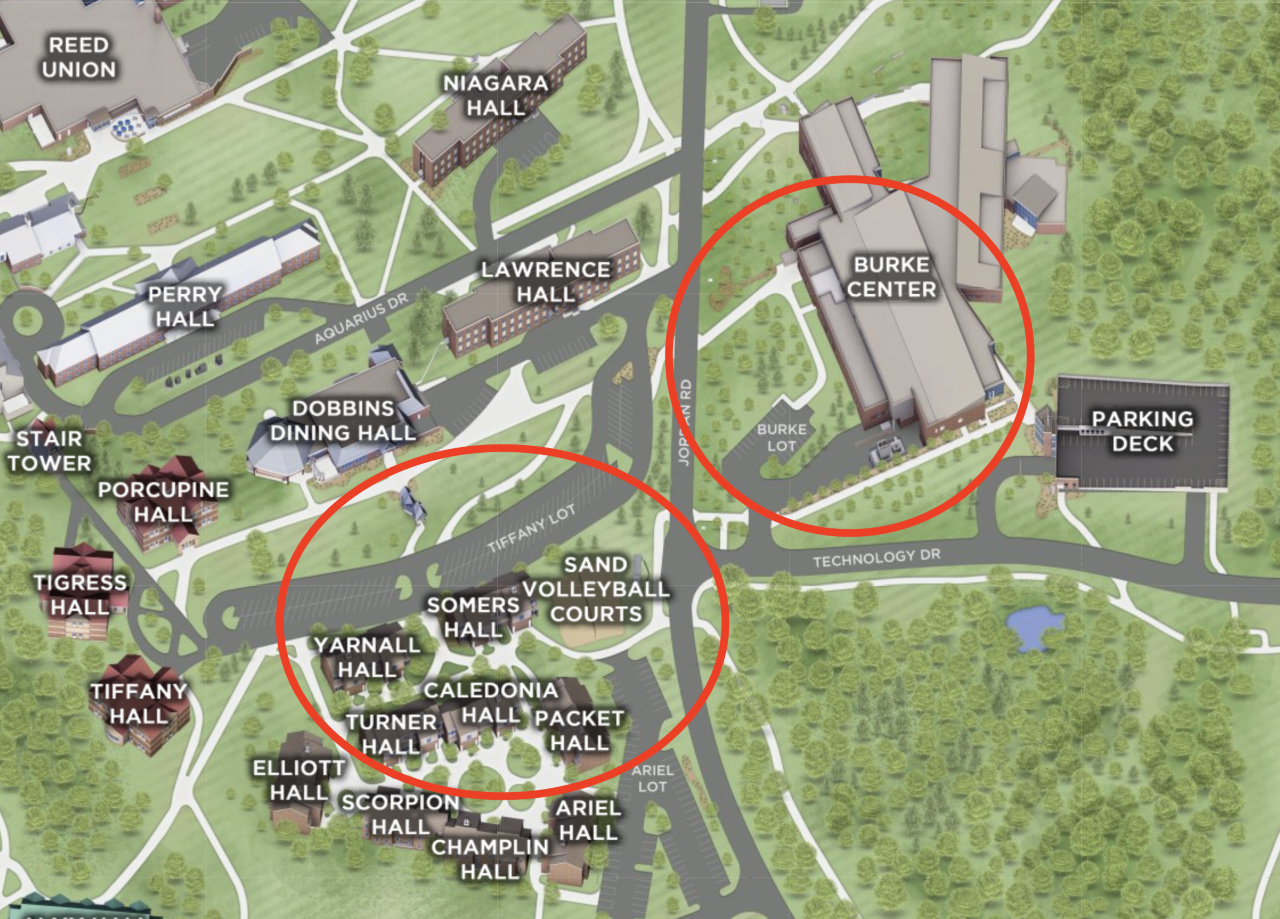 REED
UNION
NIAGARA
HALL
LAWRENCE
HALL
BURKE
CENTER
PERRY
HALL
AQUARIUS DR
DOBBINS
DINING HALL
JORDAN RD
BURKE
LOT
PARKING
DECK
STAIR
TOWER
PORCUPINE
HALL
TIFFANY LOT
TECHNOLOGY DR
TIGRESS
HALL
SAND
VOLLEYBALL
COURTS
SOMERS
HALL
YARNALL
HALL
TIFFANY
HALL
CALEDONIA
HALL
TURNER
HALL
PACKET
HALL
ELLIOTT
HALL
ARIEL
LOT
SCORPION
HALL
ARIEL
HALL
CHAMPLIN
HALL